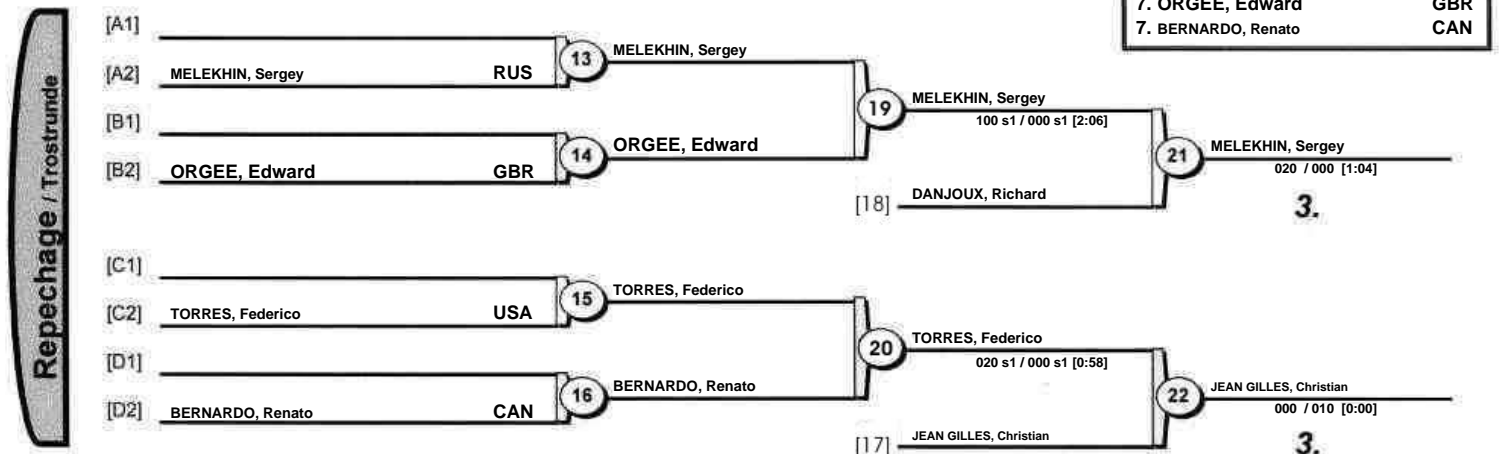 7. ORGEE, Edward GBR
7. BERNARDO, Renato CAN
Repechage / Trostrunde
[A1]
[A2] MELEKHIN, Sergey RUS
13
MELEKHIN, Sergey
[B1]
[B2] ORGEE, Edward GBR
14
ORGEE, Edward
19
MELEKHIN, Sergey
100 s1 / 000 s1 [2:06]
[18] DANJOUX, Richard
21
MELEKHIN, Sergey
020 / 000 [1:04]
3.
[C1]
[C2] TORRES, Federico USA
15
TORRES, Federico
[D1]
[D2] BERNARDO, Renato CAN
16
BERNARDO, Renato
20
TORRES, Federico
020 s1 / 000 s1 [0:58]
[17] JEAN GILLES, Christian
22
JEAN GILLES, Christian
000 / 010 [0:00]
3.